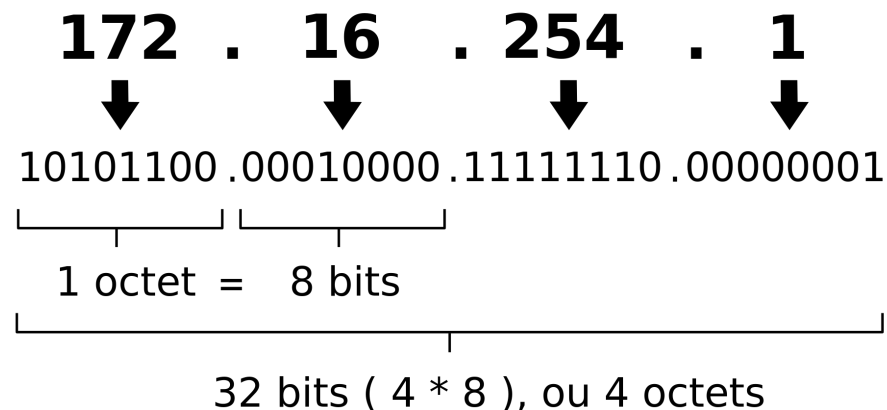 172 . 16 . 254 . 1
10101100 .00010000 .11111110 .00000001
1 octet = 8 bits
32 bits ( 4 * 8 ), ou 4 octets